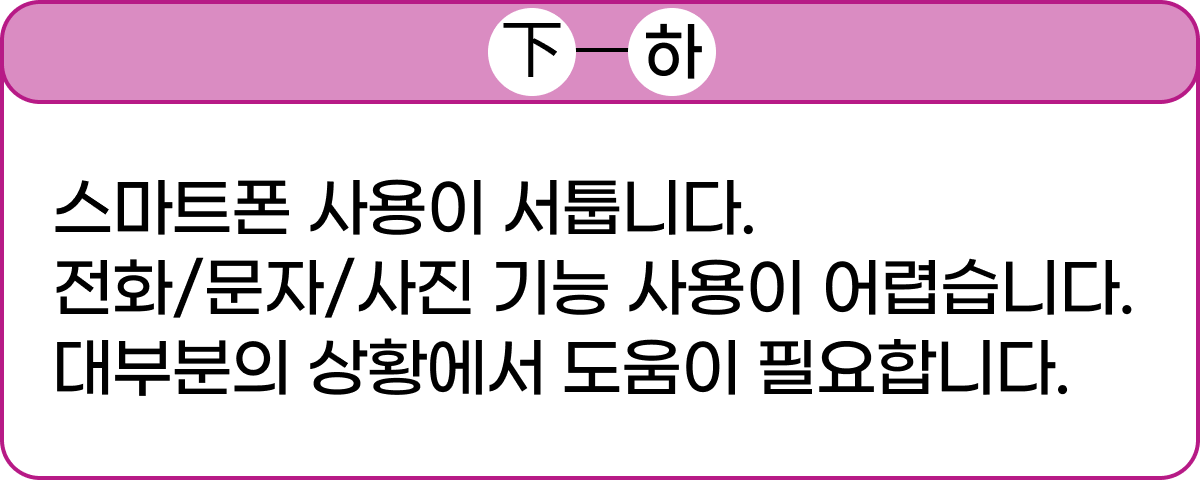 下 하
스마트폰 사용이 서툽니다.
전화/문자/사진 기능 사용이 어렵습니다.
대부분의 상황에서 도움이 필요합니다.